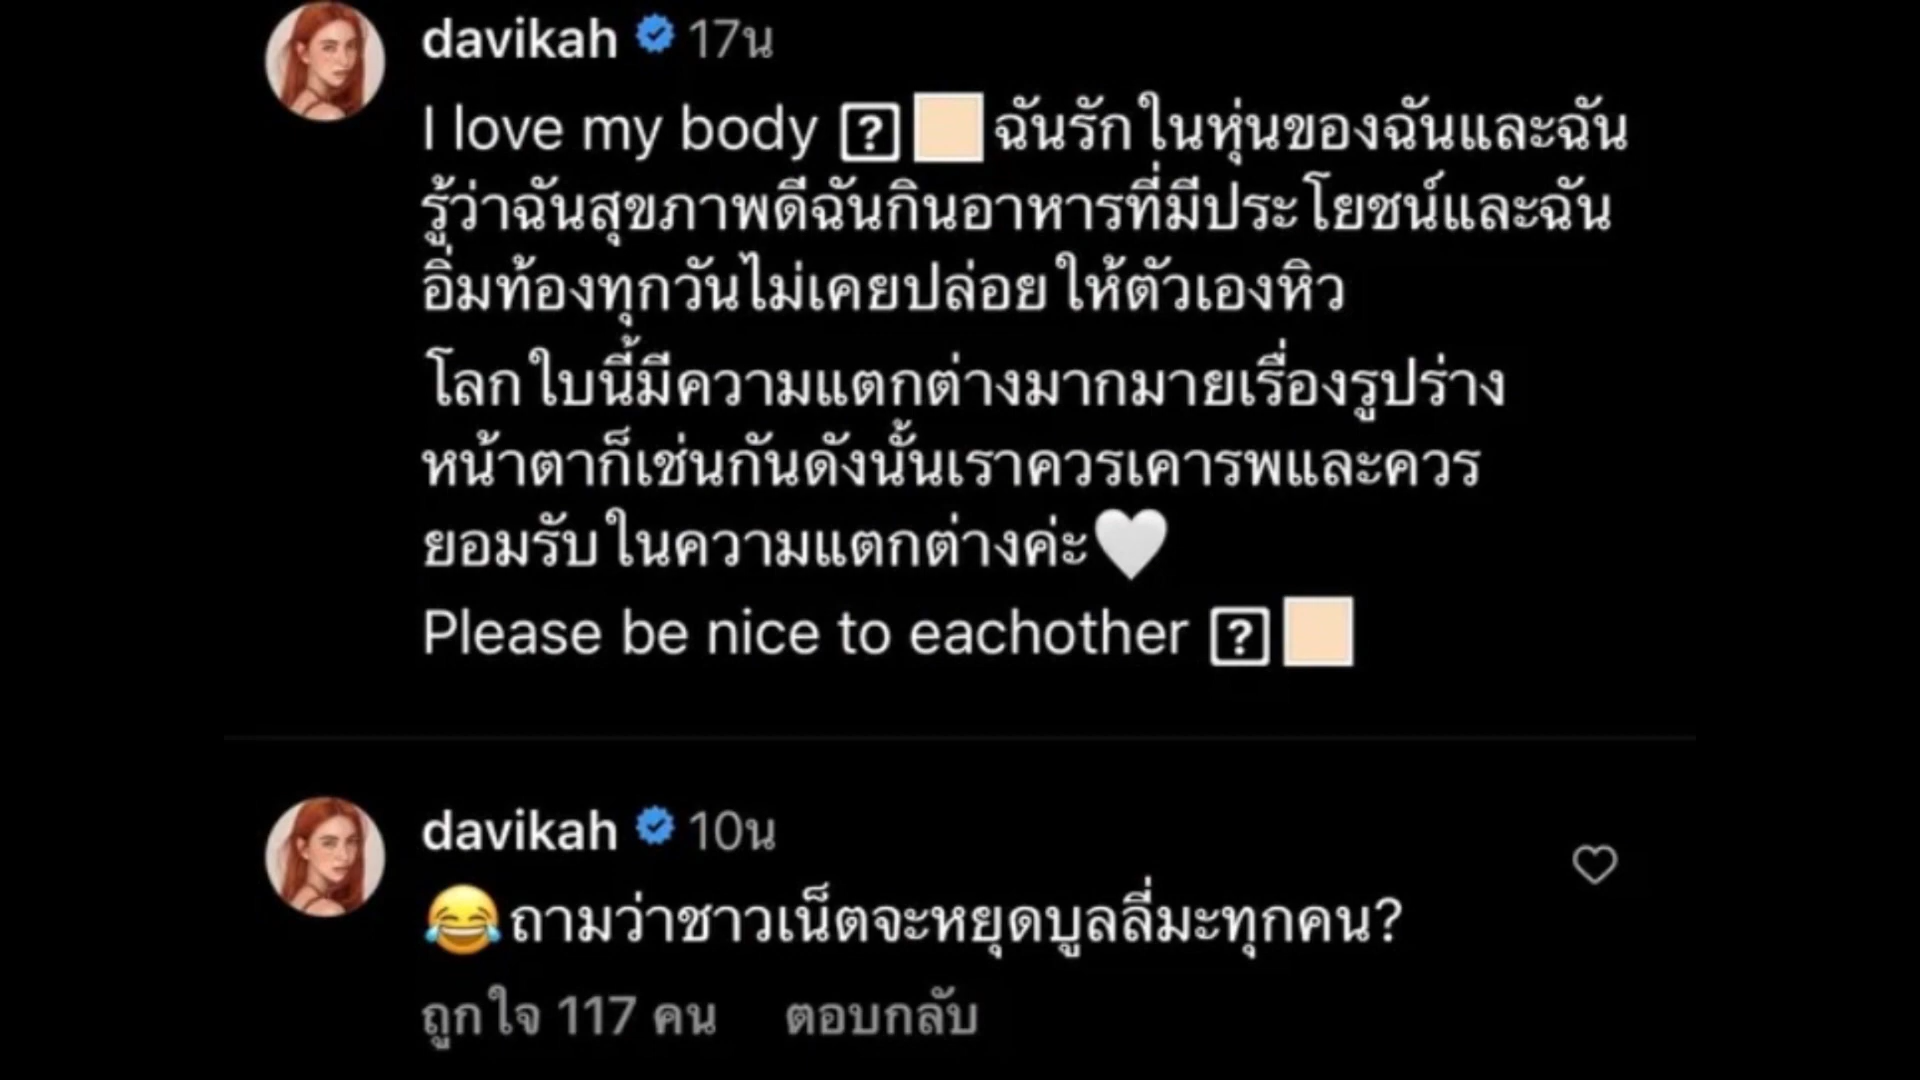 davikah 17น
I love my body ฉันรักในหุ่นของฉันและฉัน
รู้ว่าฉันสุขภาพดีฉันกินอาหารที่มีประโยชน์และฉัน
อิ่มท้องทุกวันไม่เคยปล่อยให้ตัวเองหิว
โลกใบนี้มีความแตกต่างมากมายเรื่องรูปร่าง
หน้าตาก็เช่นกันดังนั้นเราควรเคารพและควร
ยอมรับในความแตกต่างค่ะ🤍
Please be nice to eachother
davikah 10น
😂ถามว่าชาวเน็ตจะหยุดบูลลี่มะทุกคน?
ถูกใจ 117 คน ตอบกลับ